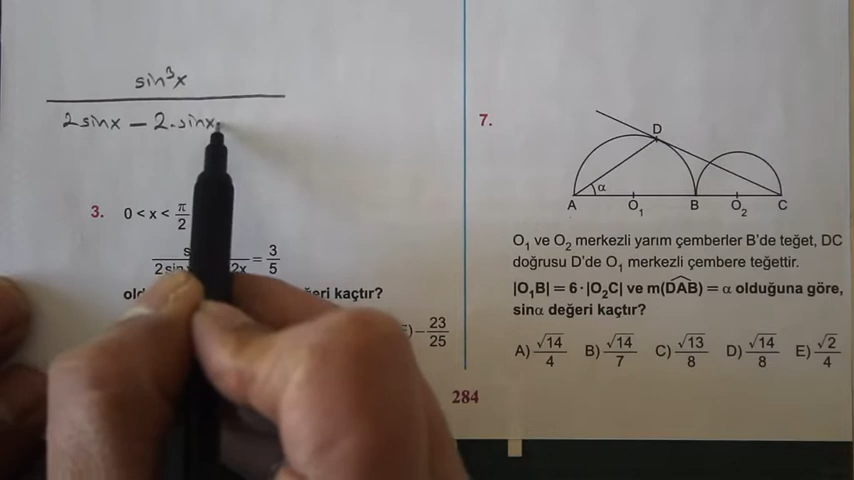 sin³x
2sinx - 2.sinx
3. 0 < x < π/2
= 3/5
değeri kaçtır?
-23/25
7.
D
α
A O₁ B O₂ C
O₁ ve O₂ merkezli yarım çemberler B'de teğet, DC
doğrusu D'de O₁ merkezli çembere teğettir.
|O₁B| = 6·|O₂C| ve m(DAB) = α olduğuna göre,
sinα değeri kaçtır?
A) √14/4 B) √14/7 C) √13/8 D) √14/8 E) √2/4
284